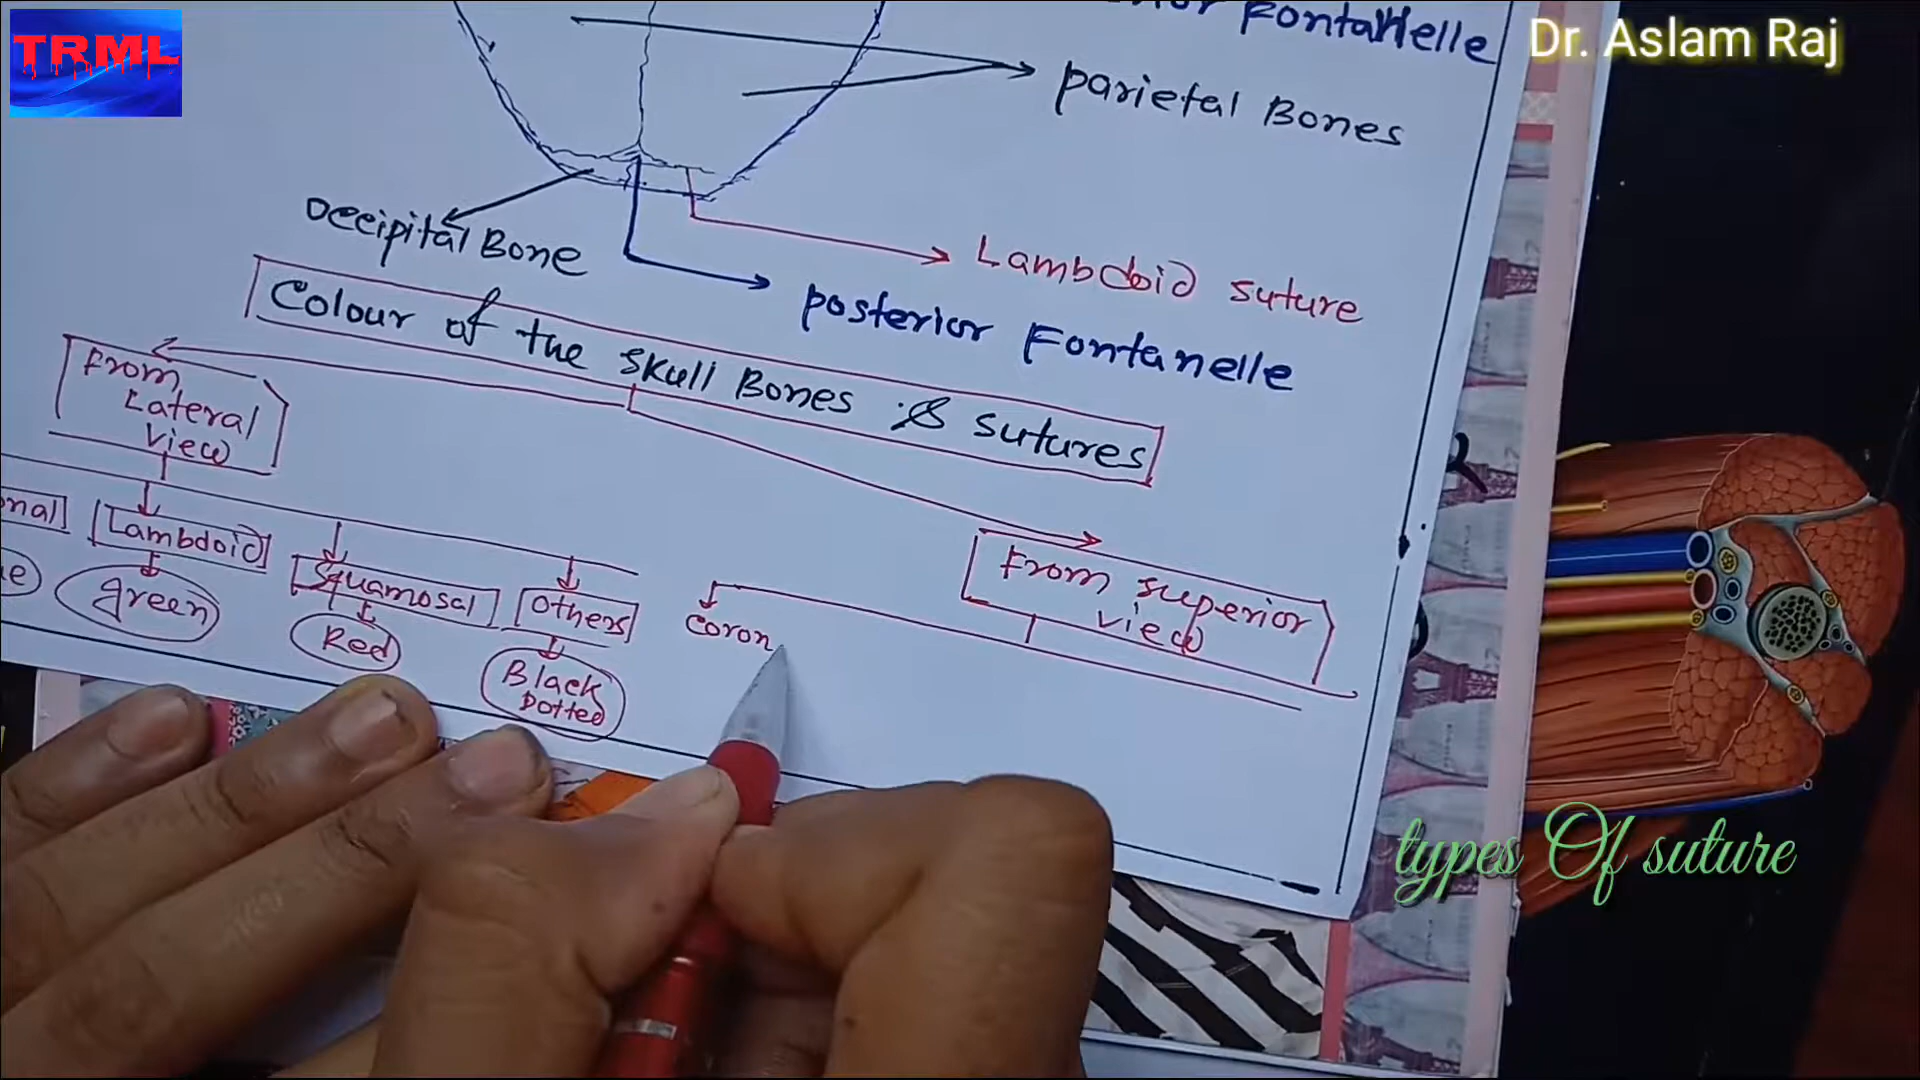 TRML
Dr. Aslam Raj
Fontanelle
parietal Bones
Occipital Bone
Lambdoid suture
posterior Fontanelle
Colour of the skull Bones & sutures
From
Lateral
view
onal
Lambdoid
Squamosal
Others
green
Red
Black
Dotted
From superior
view
Coron
types Of suture